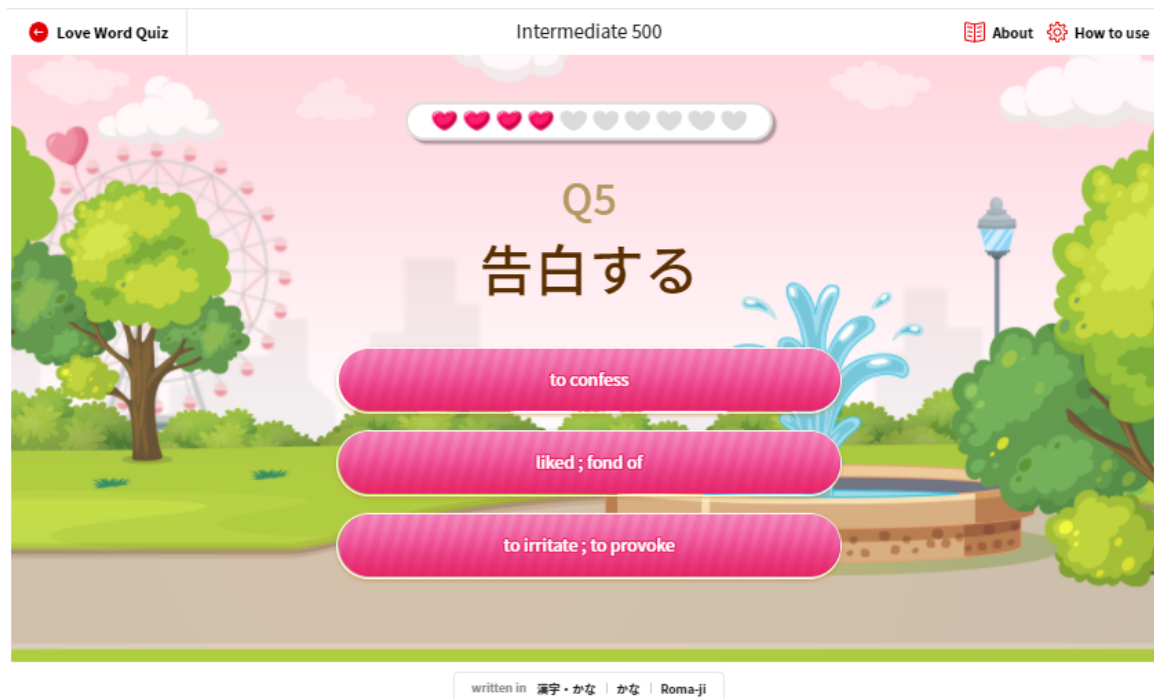 Love Word Quiz
Intermediate 500
About
How to use
Q5
告白する
to confess
liked ; fond of
to irritate ; to provoke
written in 漢字・かな | かな | Roma-ji